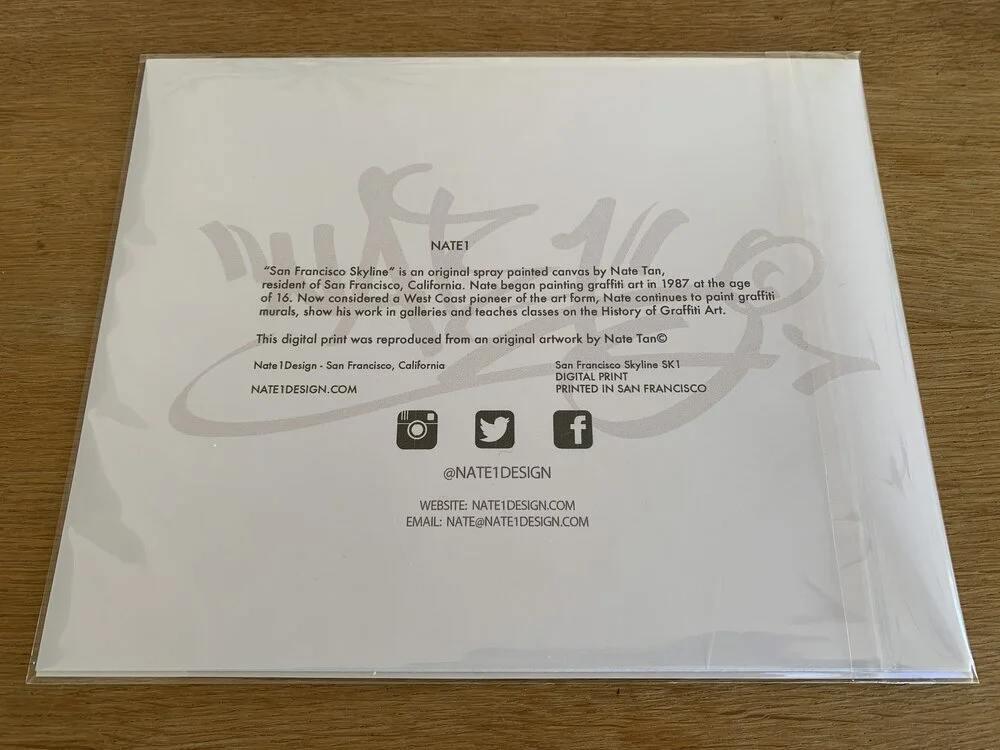 NATE1
"San Francisco Skyline" is an original spray painted canvas by Nate Tan,
resident of San Francisco, California. Nate began painting graffiti art in 1987 at the age
of 16. Now considered a West Coast pioneer of the art form, Nate continues to paint graffiti
murals, show his work in galleries and teaches classes on the History of Graffiti Art.
This digital print was reproduced from an original artwork by Nate Tan©
Nate1Design - San Francisco, California
NATE1DESIGN.COM
San Francisco Skyline SK1
DIGITAL PRINT
PRINTED IN SAN FRANCISCO
@NATE1DESIGN
WEBSITE: NATE1DESIGN.COM
EMAIL: NATE@NATE1DESIGN.COM